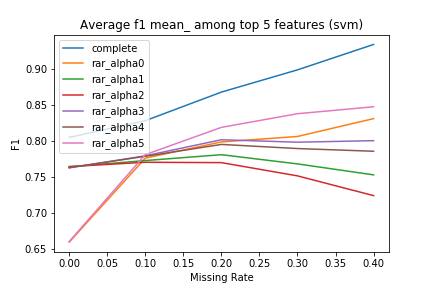 Average f1 mean_ among top 5 features (svm)
complete
rar_alpha0
rar_alpha1
rar_alpha2
rar_alpha3
rar_alpha4
rar_alpha5
F1
0.90
0.85
0.80
0.75
0.70
0.65
0.00 0.05 0.10 0.15 0.20 0.25 0.30 0.35 0.40
Missing Rate